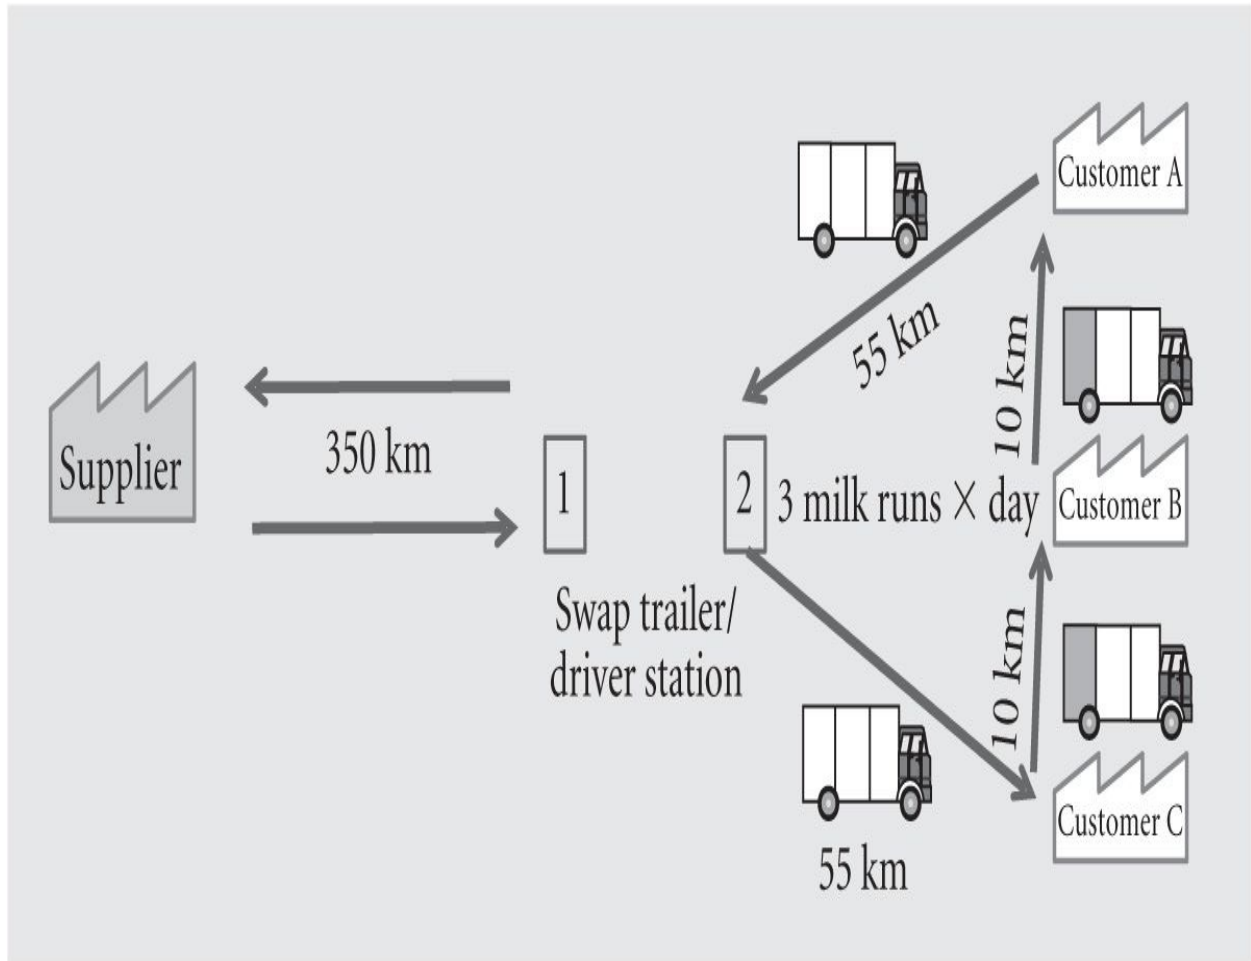 Customer A
55 km
10 km
Supplier
350 km
1
2
3 milk runs × day
Customer B
Swap trailer/
driver station
10 km
55 km
Customer C